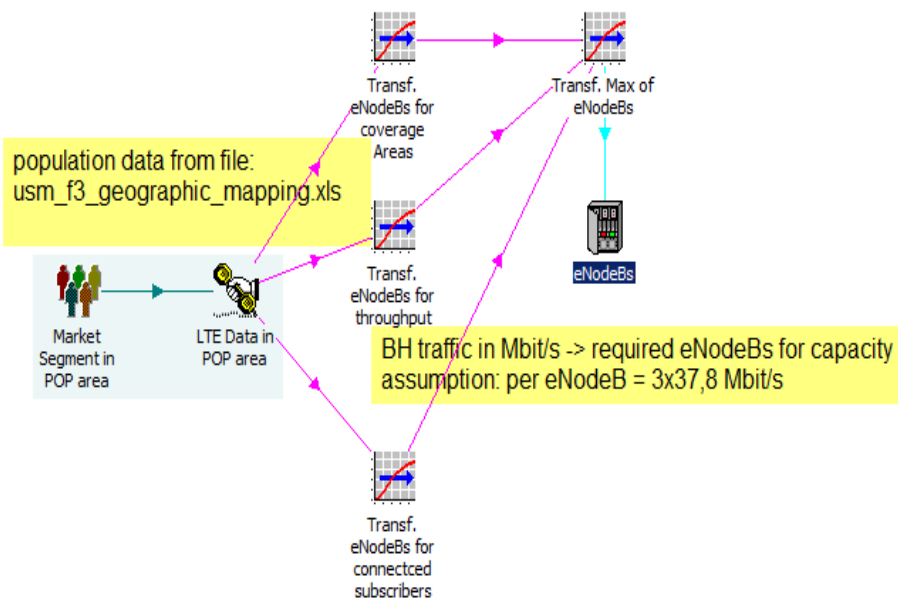 Transf.
eNodeBs for
coverage
Areas
Transf. Max of
eNodeBs
population data from file:
usm_f3_geographic_mapping.xls
Transf.
eNodeBs for
throughput
eNodeBs
Market
Segment in
POP area
LTE Data in
POP area
BH traffic in Mbit/s -> required eNodeBs for capacity
assumption: per eNodeB = 3x37,8 Mbit/s
Transf.
eNodeBs for
connectced
subscribers